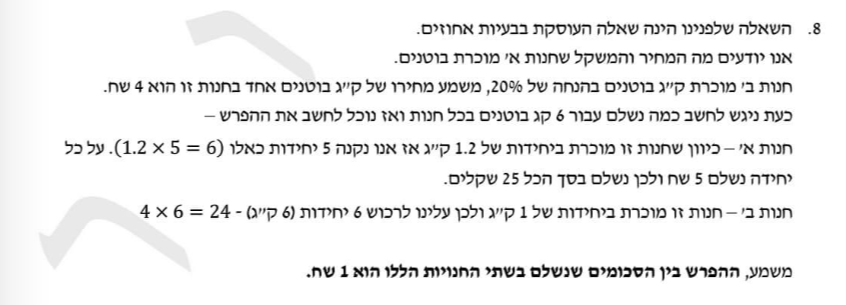 8. השאלה שלפנינו הינה שאלה העוסקת בבעיות אחוזים.
אנו יודעים מה המחיר והמשקל שחנות א' מוכרת בוטנים.
חנות ב' מוכרת ק"ג בוטנים בהנחה של 20%, משמע מחירו של ק"ג בוטנים אחד בחנות זו הוא 4 שח.
כעת ניגש לחשב כמה נשלם עבור 6 קג בוטנים בכל חנות ואז נוכל לחשב את ההפרש –
חנות א' – כיוון שחנות זו מוכרת ביחידות של 1.2 ק"ג אז אנו נקנה 5 יחידות כאלו (1.2 × 5 = 6). על כל
יחידה נשלם 5 שח ולכן נשלם בסך הכל 25 שקלים.
חנות ב' – חנות זו מוכרת ביחידות של 1 ק"ג ולכן עלינו לרכוש 6 יחידות (6 ק"ג) - 4 × 6 = 24
משמע, ההפרש בין הסכומים שנשלם בשתי החנויות הללו הוא 1 שח.